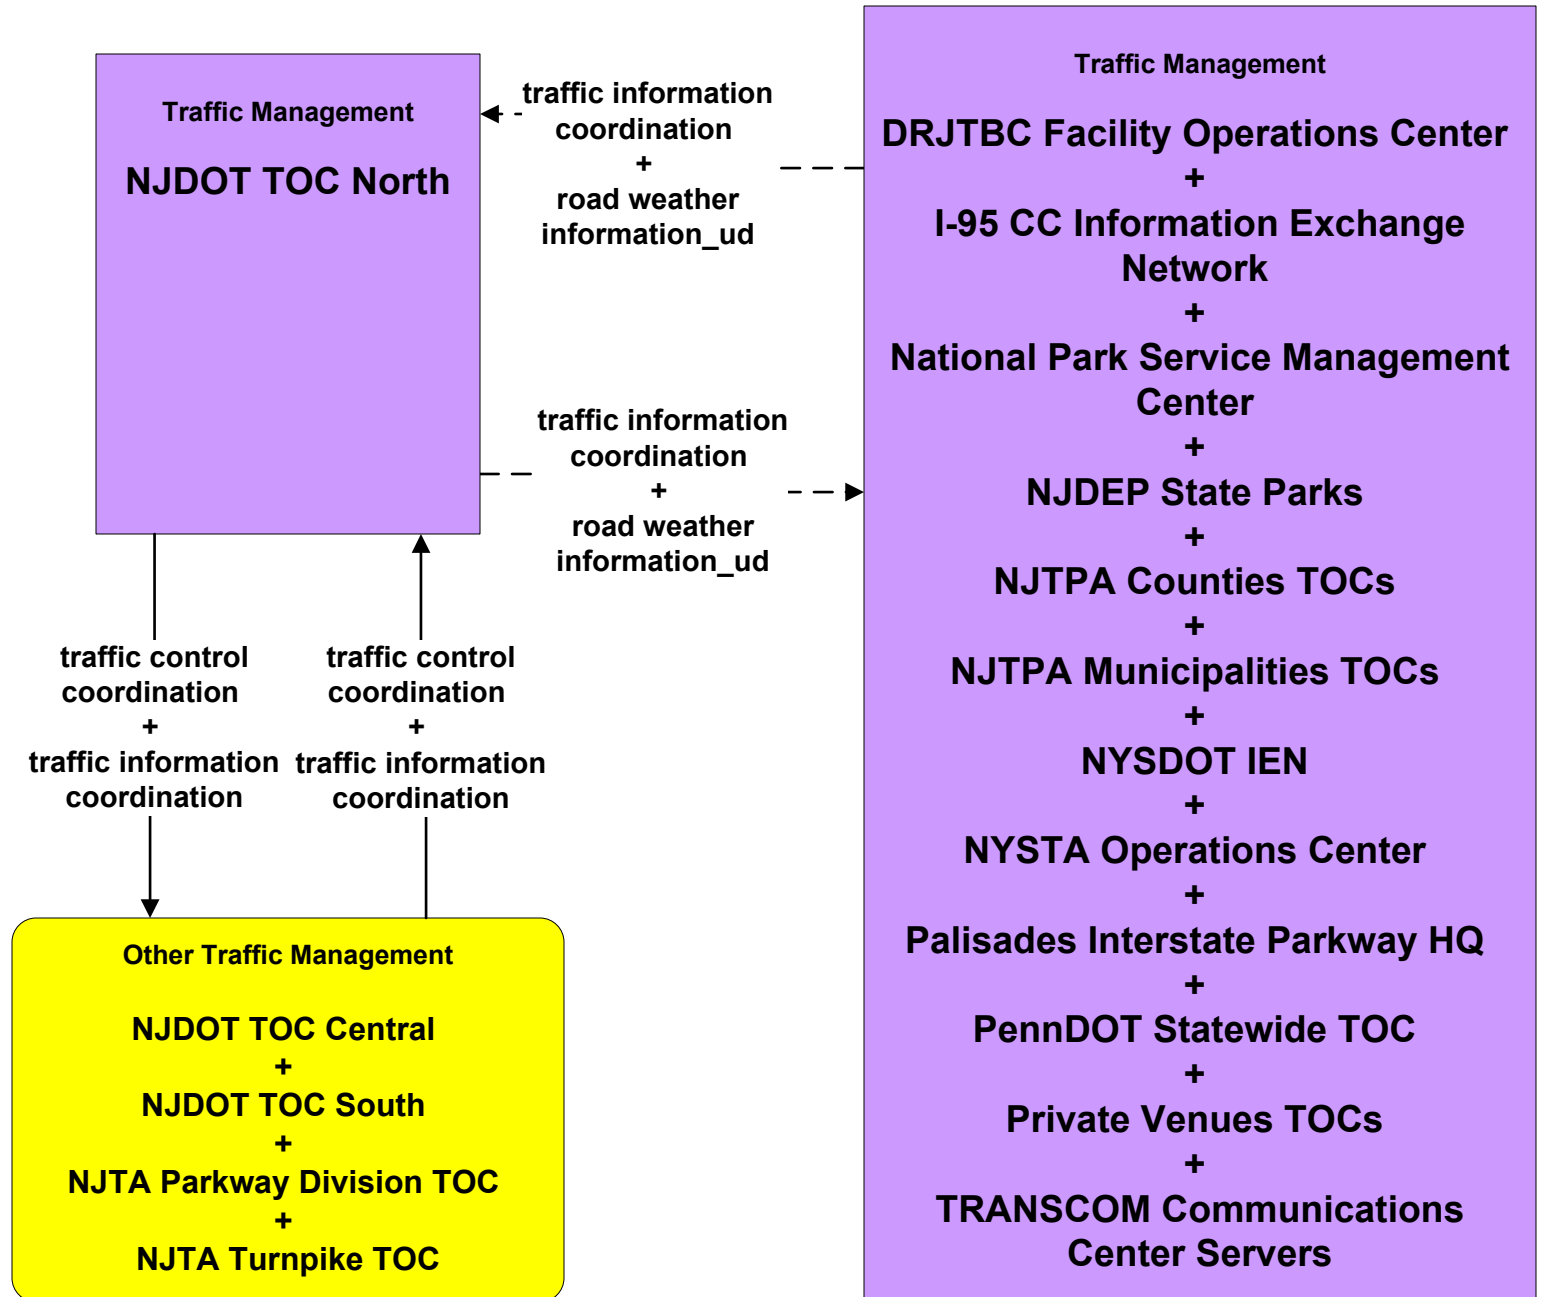 Traffic Management
NJDOT TOC North
traffic information
coordination
+
road weather
information_ud
traffic information
coordination
+
road weather
information_ud
traffic control
coordination
+
traffic information
coordination
traffic control
coordination
+
traffic information
coordination
Other Traffic Management
NJDOT TOC Central
+
NJDOT TOC South
+
NJTA Parkway Division TOC
+
NJTA Turnpike TOC
Traffic Management
DRJTBC Facility Operations Center
+
I-95 CC Information Exchange
Network
+
National Park Service Management
Center
+
NJDEP State Parks
+
NJTPA Counties TOCs
+
NJTPA Municipalities TOCs
+
NYSDOT IEN
+
NYSTA Operations Center
+
Palisades Interstate Parkway HQ
+
PennDOT Statewide TOC
+
Private Venues TOCs
+
TRANSCOM Communications
Center Servers